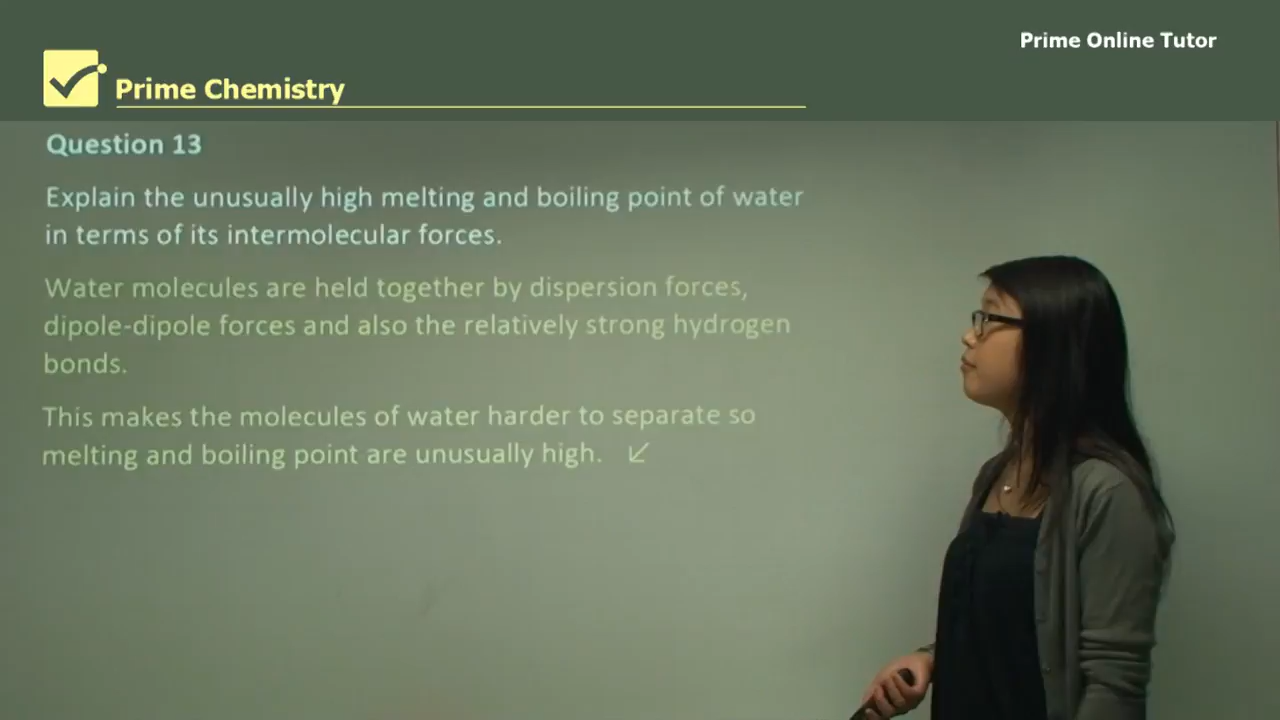 Prime Online Tutor
Prime Chemistry
Question 13
Explain the unusually high melting and boiling point of water
in terms of its intermolecular forces.
Water molecules are held together by dispersion forces,
dipole-dipole forces and also the relatively strong hydrogen
bonds.
This makes the molecules of water harder to separate so
melting and boiling point are unusually high.